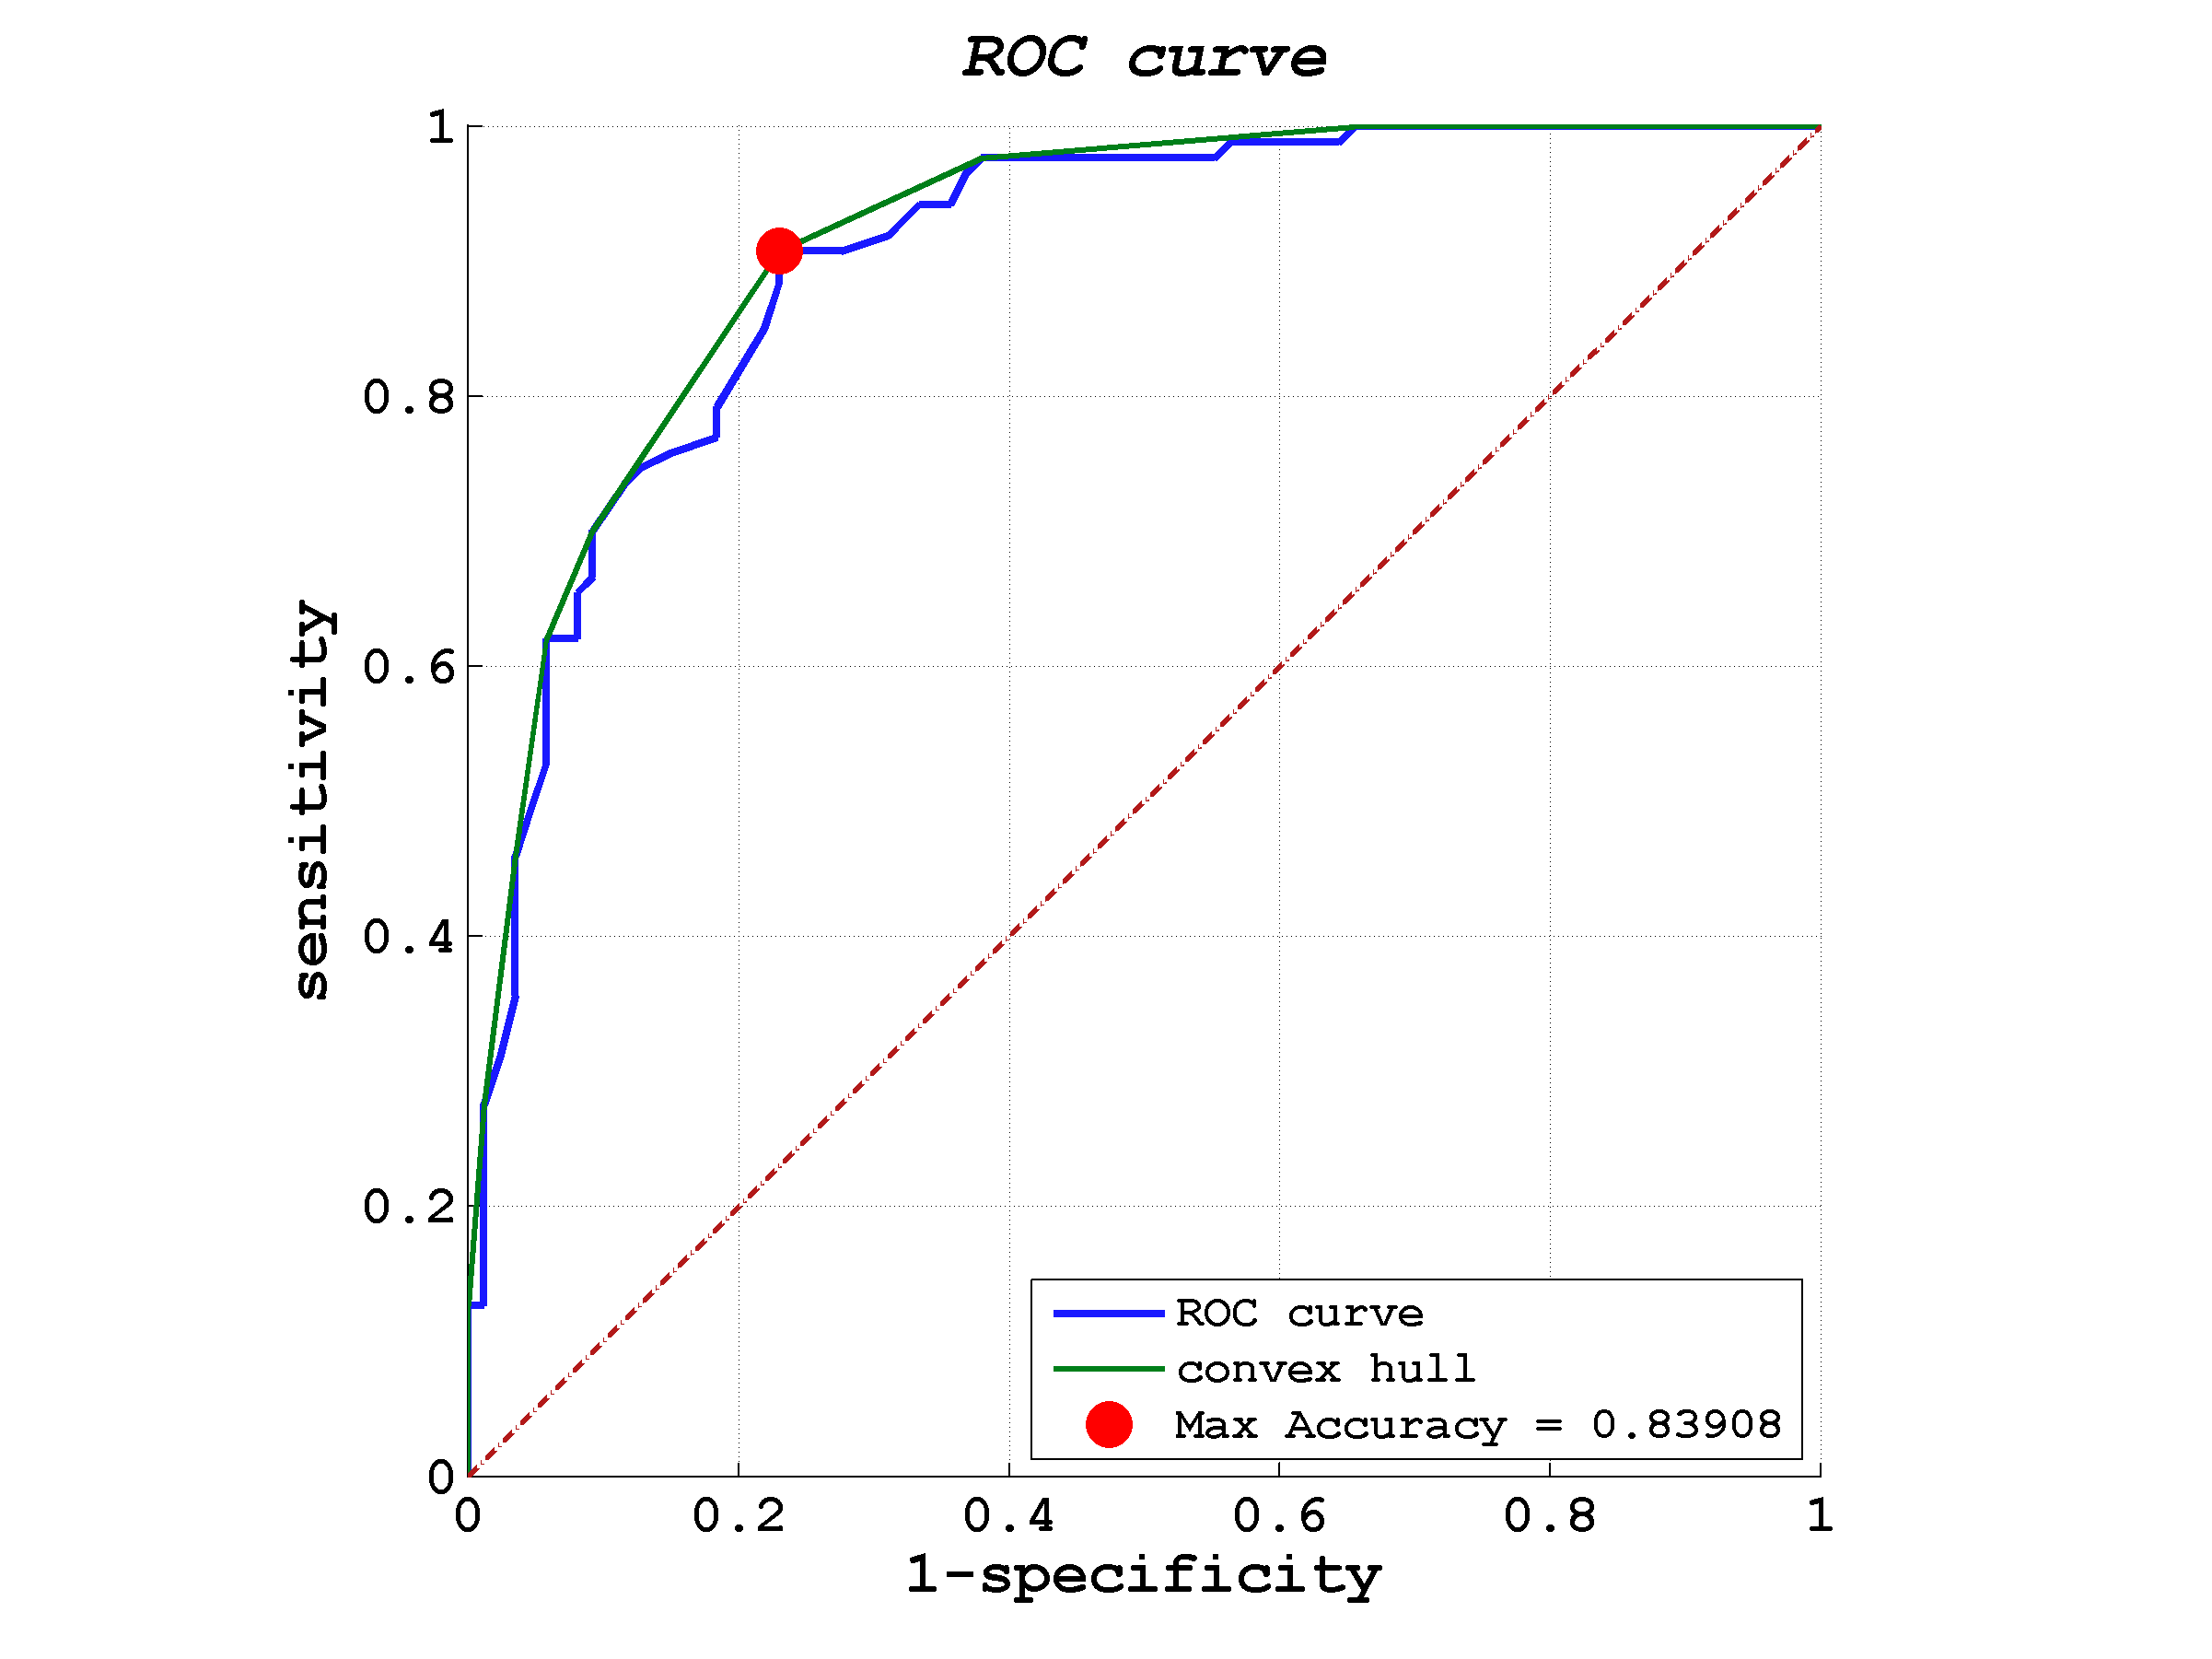 ROC curve
1
0.8
0.6
0.4
0.2
0
sensitivity
0 0.2 0.4 0.6 0.8 1
1-specificity
ROC curve
convex hull
Max Accuracy = 0.83908